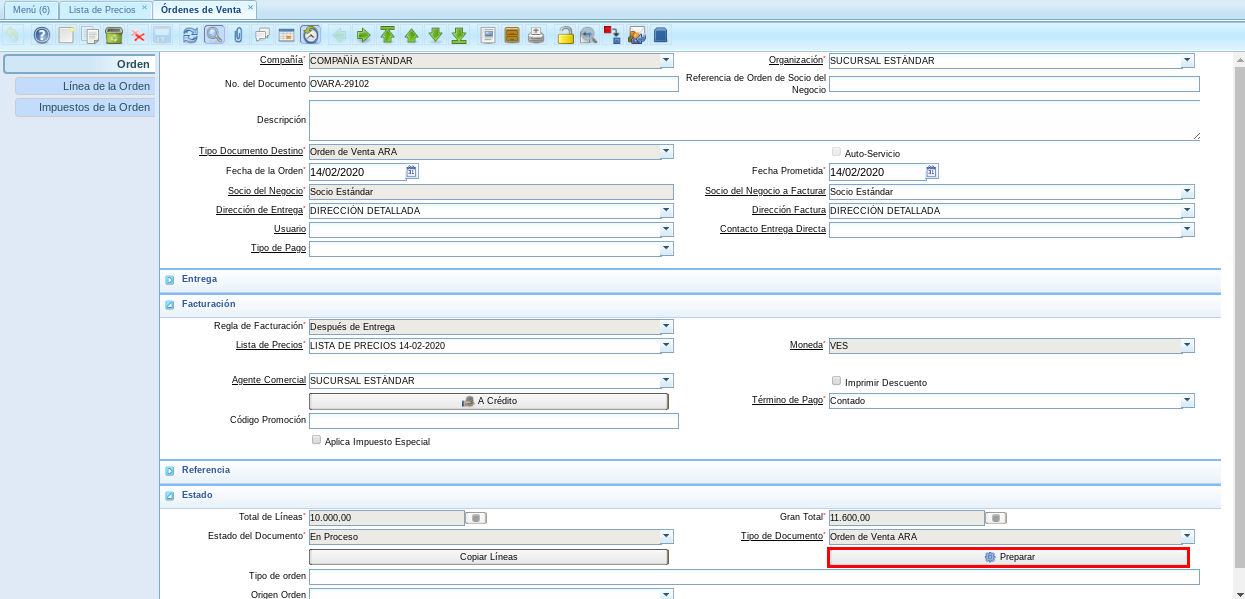 Menú (6) Lista de Precios × Órdenes de Venta ×
Orden
Línea de la Orden
Impuestos de la Orden
Compañía* COMPAÑÍA ESTÁNDAR Organización* SUCURSAL ESTÁNDAR
No. del Documento OVARA-29102 Referencia de Orden de Socio del Negocio
Descripción
Tipo Documento Destino* Orden de Venta ARA Auto-Servicio
Fecha de la Orden* 14/02/2020 Fecha Prometida* 14/02/2020
Socio del Negocio* Socio Estándar Socio del Negocio a Facturar Socio Estándar
Dirección de Entrega* DIRECCIÓN DETALLADA Dirección Factura DIRECCIÓN DETALLADA
Usuario Contacto Entrega Directa
Tipo de Pago
Entrega
Facturación
Regla de Facturación* Después de Entrega
Lista de Precios* LISTA DE PRECIOS 14-02-2020 Moneda* VES
Agente Comercial SUCURSAL ESTÁNDAR Imprimir Descuento
A Crédito Término de Pago* Contado
Código Promoción
Aplica Impuesto Especial
Referencia
Estado
Total de Líneas* 10.000,00 Gran Total* 11.600,00
Estado del Documento* En Proceso Tipo de Documento* Orden de Venta ARA
Copiar Líneas Preparar
Tipo de orden
Origen Orden